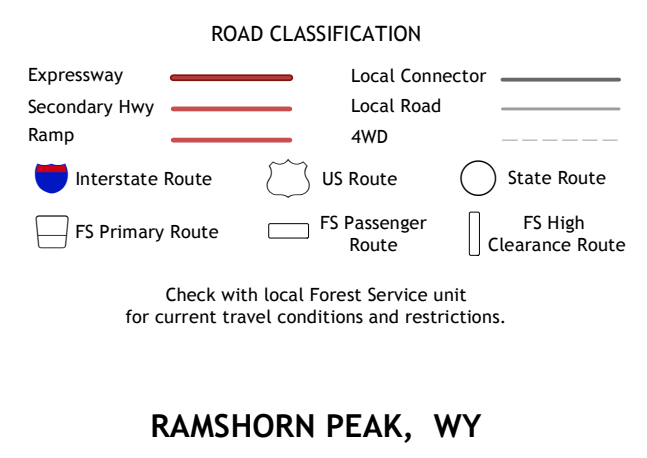 ROAD CLASSIFICATION
Expressway
Local Connector
Secondary Hwy
Local Road
Ramp
4WD
Interstate Route
US Route
State Route
FS Primary Route
FS Passenger
Route
FS High
Clearance Route
Check with local Forest Service unit
for current travel conditions and restrictions.
RAMSHORN PEAK, WY